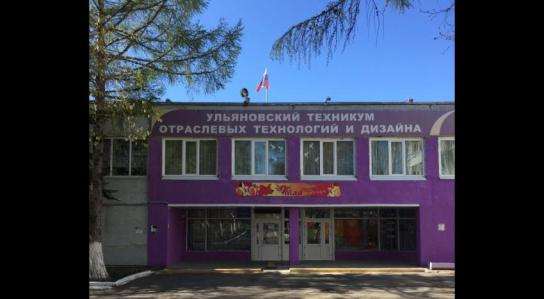 УЛЬЯНОВСКИЙ ТЕХНИКУМ
ОТРАСЛЕВЫХ ТЕХНОЛОГИЙ И ДИЗАЙНА